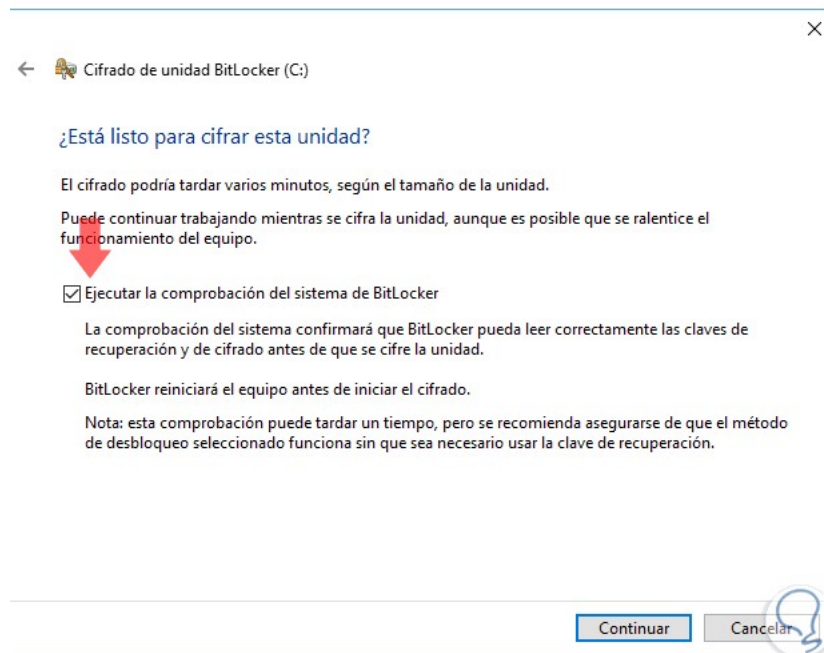 Cifrado de unidad BitLocker (C:)
¿Está listo para cifrar esta unidad?
El cifrado podría tardar varios minutos, según el tamaño de la unidad.
Puede continuar trabajando mientras se cifra la unidad, aunque es posible que se ralentice el
funcionamiento del equipo.
Ejecutar la comprobación del sistema de BitLocker
La comprobación del sistema confirmará que BitLocker pueda leer correctamente las claves de
recuperación y de cifrado antes de que se cifre la unidad.
BitLocker reiniciará el equipo antes de iniciar el cifrado.
Nota: esta comprobación puede tardar un tiempo, pero se recomienda asegurarse de que el método
de desbloqueo seleccionado funciona sin que sea necesario usar la clave de recuperación.
Continuar Cancelar